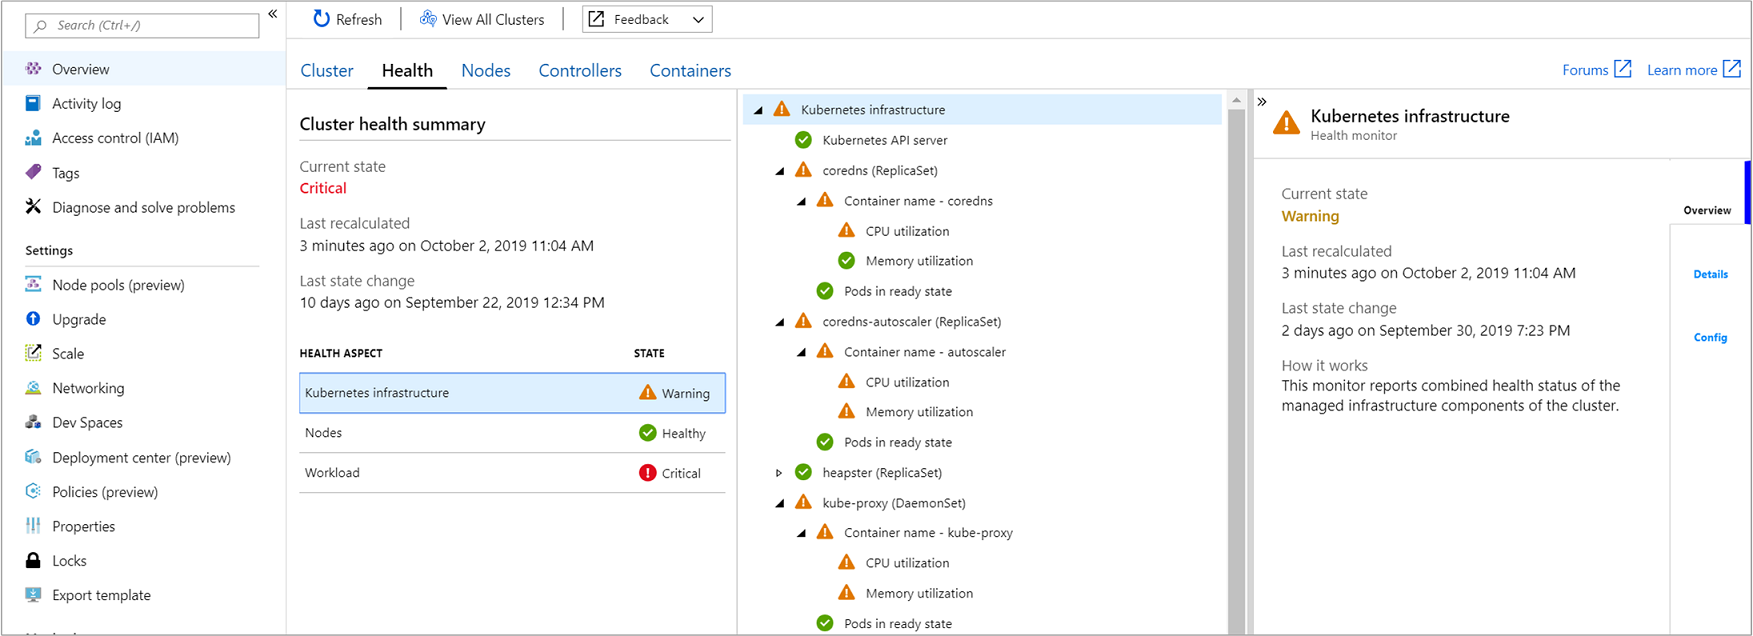 Search (Ctrl+/)
«
Overview
Activity log
Access control (IAM)
Tags
Diagnose and solve problems
Settings
Node pools (preview)
Upgrade
Scale
Networking
Dev Spaces
Deployment center (preview)
Policies (preview)
Properties
Locks
Export template
Refresh
View All Clusters
Feedback
Cluster
Health
Nodes
Controllers
Containers
Forums
Learn more
Cluster health summary
Current state
Critical
Last recalculated
3 minutes ago on October 2, 2019 11:04 AM
Last state change
10 days ago on September 22, 2019 12:34 PM
HEALTH ASPECT STATE
Kubernetes infrastructure Warning
Nodes Healthy
Workload Critical
Kubernetes infrastructure
Kubernetes API server
coredns (ReplicaSet)
Container name - coredns
CPU utilization
Memory utilization
Pods in ready state
coredns-autoscaler (ReplicaSet)
Container name - autoscaler
CPU utilization
Memory utilization
Pods in ready state
heapster (ReplicaSet)
kube-proxy (DaemonSet)
Container name - kube-proxy
CPU utilization
Memory utilization
Pods in ready state
»
Kubernetes infrastructure
Health monitor
Current state
Warning
Last recalculated
3 minutes ago on October 2, 2019 11:04 AM
Last state change
2 days ago on September 30, 2019 7:23 PM
How it works
This monitor reports combined health status of the
managed infrastructure components of the cluster.
Overview
Details
Config